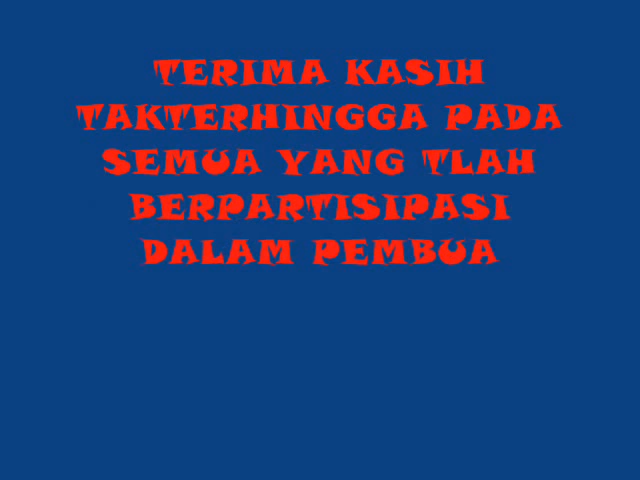 TERIMA KASIH
TAKTERHINGGA PADA
SEMUA YANG TLAH
BERPARTISIPASI
DALAM PEMBUA